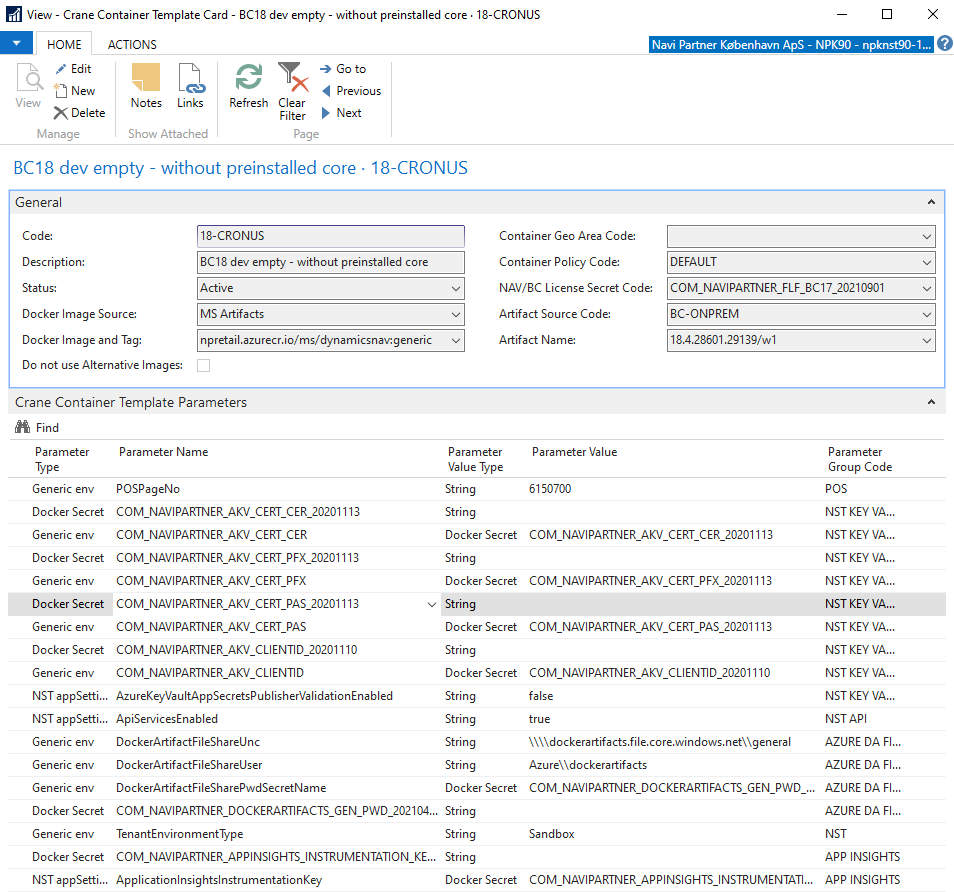 View - Crane Container Template Card - BC18 dev empty - without preinstalled core · 18-CRONUS
HOME ACTIONS Navi Partner København ApS - NPK90 - npknst90-1...
View Edit New Delete
Manage
Notes Links
Show Attached
Refresh Clear Filter Go to Previous Next
Page
BC18 dev empty - without preinstalled core · 18-CRONUS
General
Code: 18-CRONUS Container Geo Area Code:
Description: BC18 dev empty - without preinstalled core Container Policy Code: DEFAULT
Status: Active NAV/BC License Secret Code: COM_NAVIPARTNER_FLF_BC17_20210901
Docker Image Source: MS Artifacts Artifact Source Code: BC-ONPREM
Docker Image and Tag: npretail.azurecr.io/ms/dynamicsnav:generic Artifact Name: 18.4.28601.29139/w1
Do not use Alternative Images:
Crane Container Template Parameters
Find
Parameter Type Parameter Name Parameter Value Type Parameter Value Parameter Group Code
Generic env POSPageNo String 6150700 POS
Docker Secret COM_NAVIPARTNER_AKV_CERT_CER_20201113 String NST KEY VA...
Generic env COM_NAVIPARTNER_AKV_CERT_CER Docker Secret COM_NAVIPARTNER_AKV_CERT_CER_20201113 NST KEY VA...
Docker Secret COM_NAVIPARTNER_AKV_CERT_PFX_20201113 String NST KEY VA...
Generic env COM_NAVIPARTNER_AKV_CERT_PFX Docker Secret COM_NAVIPARTNER_AKV_CERT_PFX_20201113 NST KEY VA...
Docker Secret COM_NAVIPARTNER_AKV_CERT_PAS_20201113 String NST KEY VA...
Generic env COM_NAVIPARTNER_AKV_CERT_PAS Docker Secret COM_NAVIPARTNER_AKV_CERT_PAS_20201113 NST KEY VA...
Docker Secret COM_NAVIPARTNER_AKV_CLIENTID_20201110 String NST KEY VA...
Generic env COM_NAVIPARTNER_AKV_CLIENTID Docker Secret COM_NAVIPARTNER_AKV_CLIENTID_20201110 NST KEY VA...
NST appSetti... AzureKeyVaultAppSecretsPublisherValidationEnabled String false NST KEY VA...
NST appSetti... ApiServicesEnabled String true NST API
Generic env DockerArtifactFileShareUnc String \\\\dockerartifacts.file.core.windows.net\\general AZURE DA FI...
Generic env DockerArtifactFileShareUser String Azure\\dockerartifacts AZURE DA FI...
Generic env DockerArtifactFileSharePwdSecretName Docker Secret COM_NAVIPARTNER_DOCKERARTIFACTS_GEN_PWD_... AZURE DA FI...
Docker Secret COM_NAVIPARTNER_DOCKERARTIFACTS_GEN_PWD_202104... String AZURE DA FI...
Generic env TenantEnvironmentType String Sandbox NST
Docker Secret COM_NAVIPARTNER_APPINSIGHTS_INSTRUMENTATION_KE... String APP INSIGHTS
NST appSetti... ApplicationInsightsInstrumentationKey Docker Secret COM_NAVIPARTNER_APPINSIGHTS_INSTRUMENTATI... APP INSIGHTS